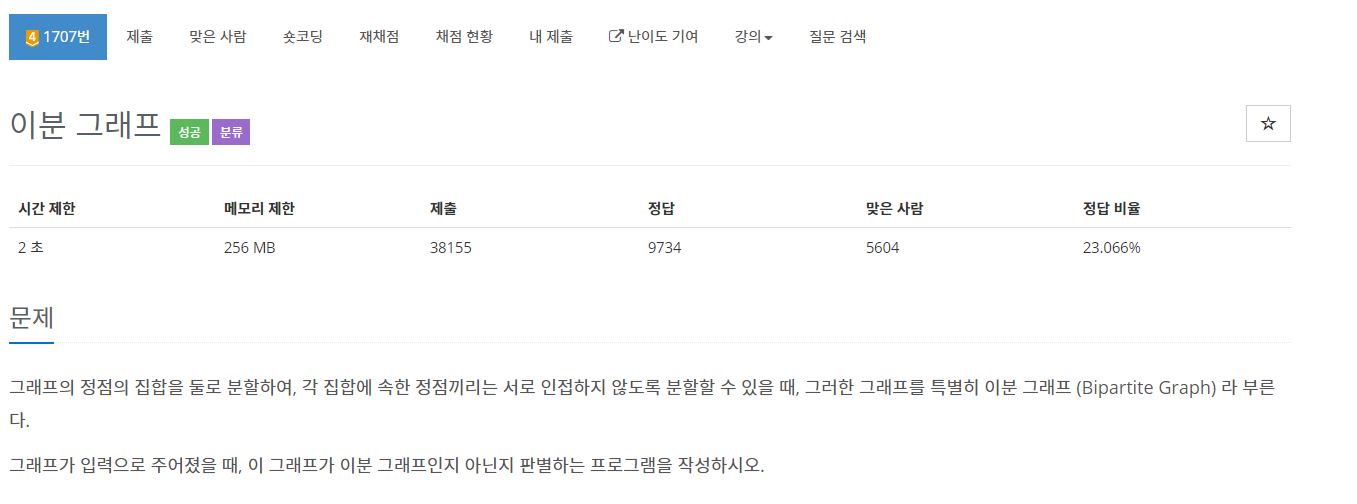 4 1707번 제출 맞은 사람 숏코딩 재채점 채점 현황 내 제출 난이도 기여 강의 질문 검색
이분 그래프 성공 분류
시간 제한 메모리 제한 제출 정답 맞은 사람 정답 비율
2 초 256 MB 38155 9734 5604 23.066%
문제
그래프의 정점의 집합을 둘로 분할하여, 각 집합에 속한 정점끼리는 서로 인접하지 않도록 분할할 수 있을 때, 그러한 그래프를 특별히 이분 그래프 (Bipartite Graph) 라 부른
다.
그래프가 입력으로 주어졌을 때, 이 그래프가 이분 그래프인지 아닌지 판별하는 프로그램을 작성하시오.